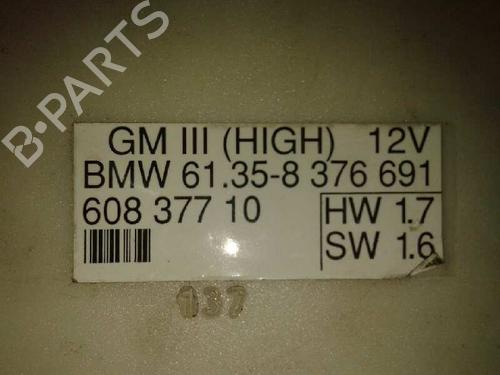 B-PARTS
GM III (HIGH) 12V
BMW 61.35-8 376 691
608 377 10
HW 1.7
SW 1.6
137